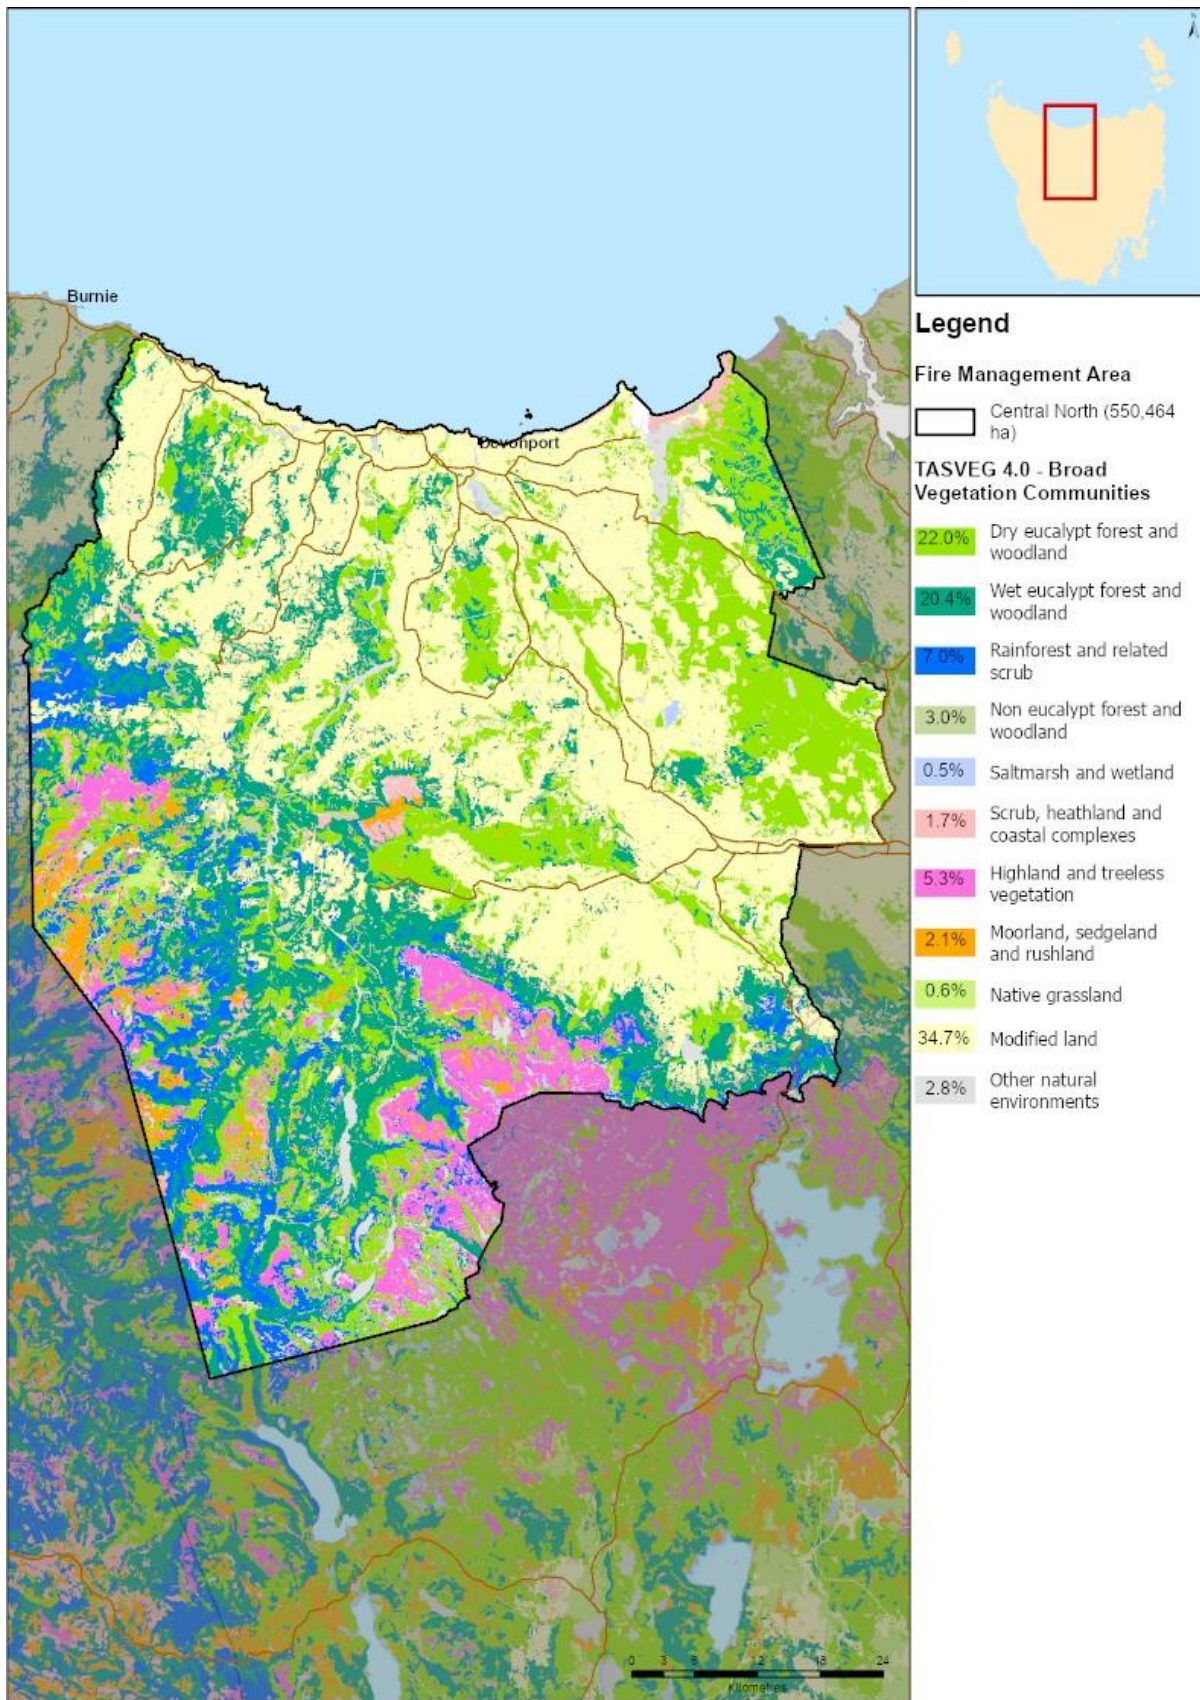 Burnie
Devonport
N
Legend
Fire Management Area
Central North (550,464
ha)
TASVEG 4.0 - Broad
Vegetation Communities
22.0% Dry eucalypt forest and
woodland
20.4% Wet eucalypt forest and
woodland
7.0% Rainforest and related
scrub
3.0% Non eucalypt forest and
woodland
0.5% Saltmarsh and wetland
1.7% Scrub, heathland and
coastal complexes
5.3% Highland and treeless
vegetation
2.1% Moorland, sedgeland
and rushland
0.6% Native grassland
34.7% Modified land
2.8% Other natural
environments
0 3 6 12 18 24
Kilometres